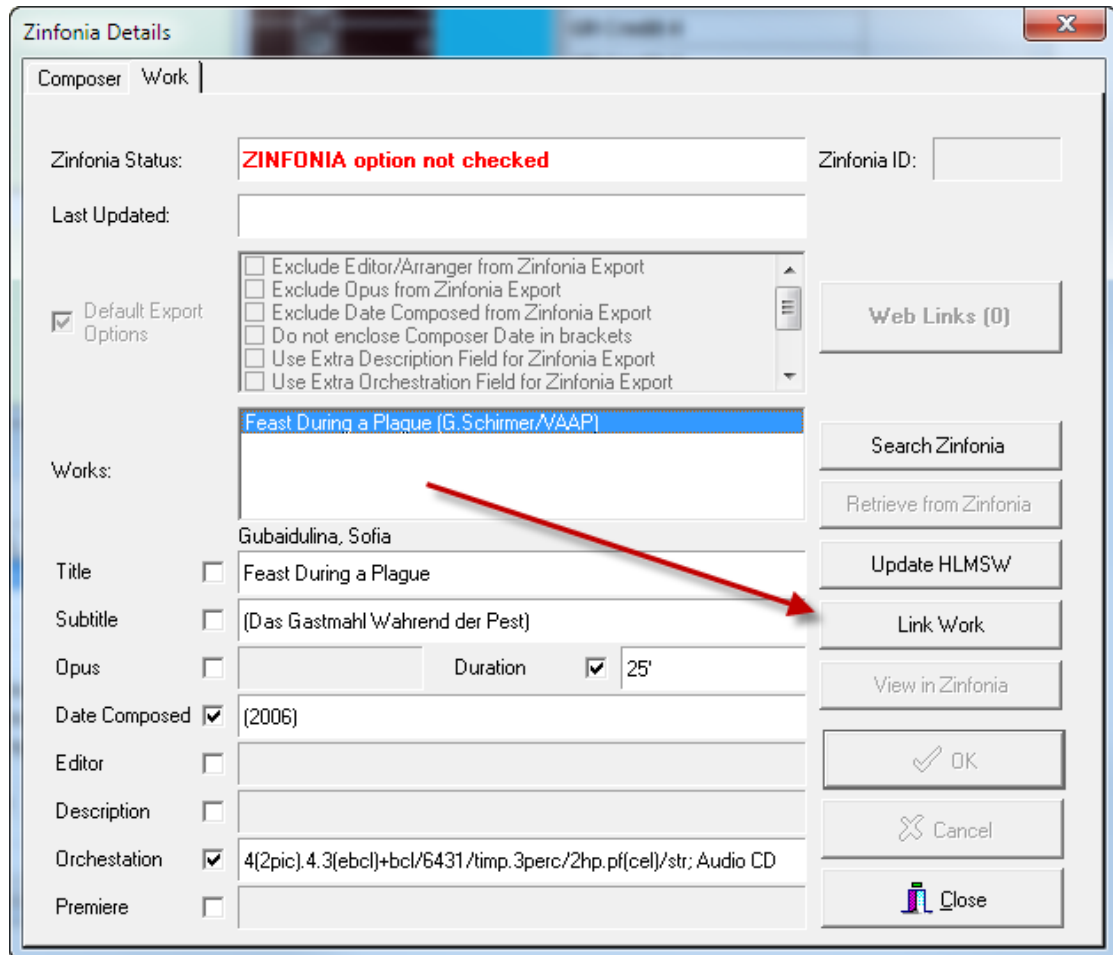 Zinfonia Details
Composer Work
Zinfonia Status: ZINFONIA option not checked Zinfonia ID:
Last Updated:
Default Export Options
Exclude Editor/Arranger from Zinfonia Export
Exclude Opus from Zinfonia Export
Exclude Date Composed from Zinfonia Export
Do not enclose Composer Date in brackets
Use Extra Description Field for Zinfonia Export
Use Extra Orchestration Field for Zinfonia Export
Web Links (0)
Works:
Feast During a Plague (G.Schirmer/VAAP)
Search Zinfonia
Retrieve from Zinfonia
Gubaidulina, Sofia
Title Feast During a Plague Update HLMSW
Subtitle (Das Gastmahl Wahrend der Pest) Link Work
Opus Duration 25' View in Zinfonia
Date Composed (2006)
Editor OK
Description Cancel
Orchestation 4(2pic).4.3(ebcl)+bcl/6431/timp.3perc/2hp.pf(cel)/str; Audio CD
Premiere Close